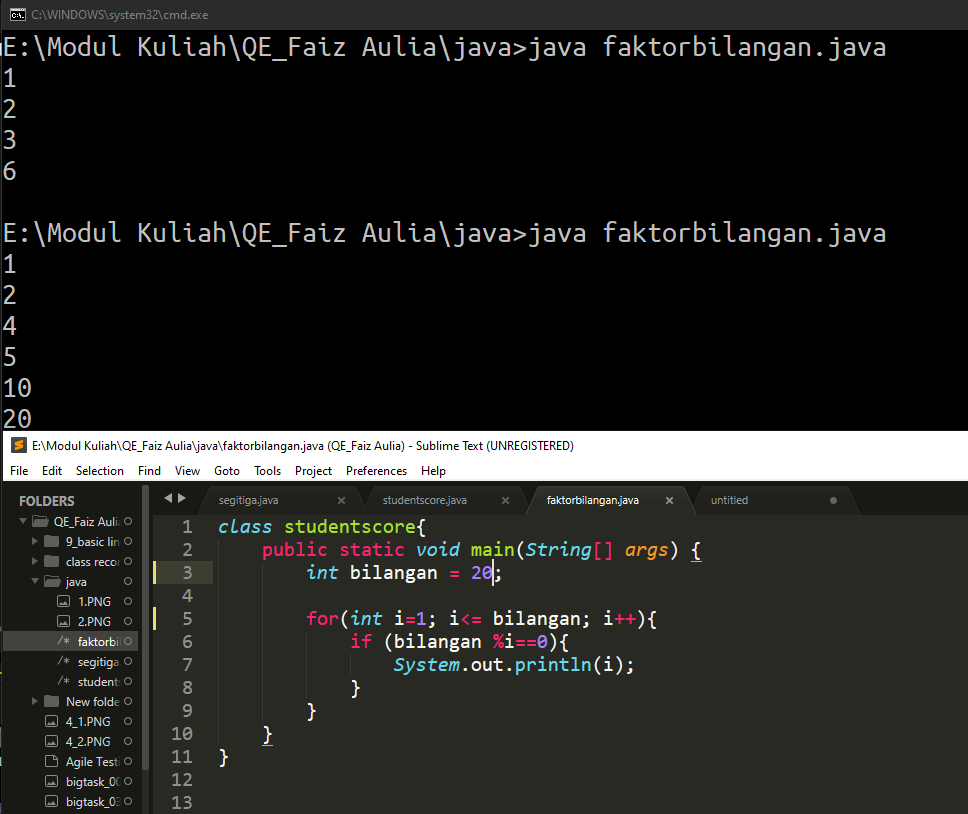 C:\WINDOWS\system32\cmd.exe
E:\Modul Kuliah\QE_Faiz Aulia\java>java faktorbilangan.java
1
2
3
6
E:\Modul Kuliah\QE_Faiz Aulia\java>java faktorbilangan.java
1
2
4
5
10
20
E:\Modul Kuliah\QE_Faiz Aulia\java\faktorbilangan.java (QE_Faiz Aulia) - Sublime Text (UNREGISTERED)
File Edit Selection Find View Goto Tools Project Preferences Help
FOLDERS
QE_Faiz Auli
9_basic lin
class recor
java
1.PNG
2.PNG
/* faktorbil
/* segitiga
/* student
New folde
4_1.PNG
4_2.PNG
Agile Testi
bigtask_00
bigtask_03
segitiga.java × studentscore.java × faktorbilangan.java × untitled
1 class studentscore{
2 public static void main(String[] args) {
3 int bilangan = 20;
4
5 for(int i=1; i<= bilangan; i++){
6 if (bilangan %i==0){
7 System.out.println(i);
8 }
9 }
10 }
11 }
12
13